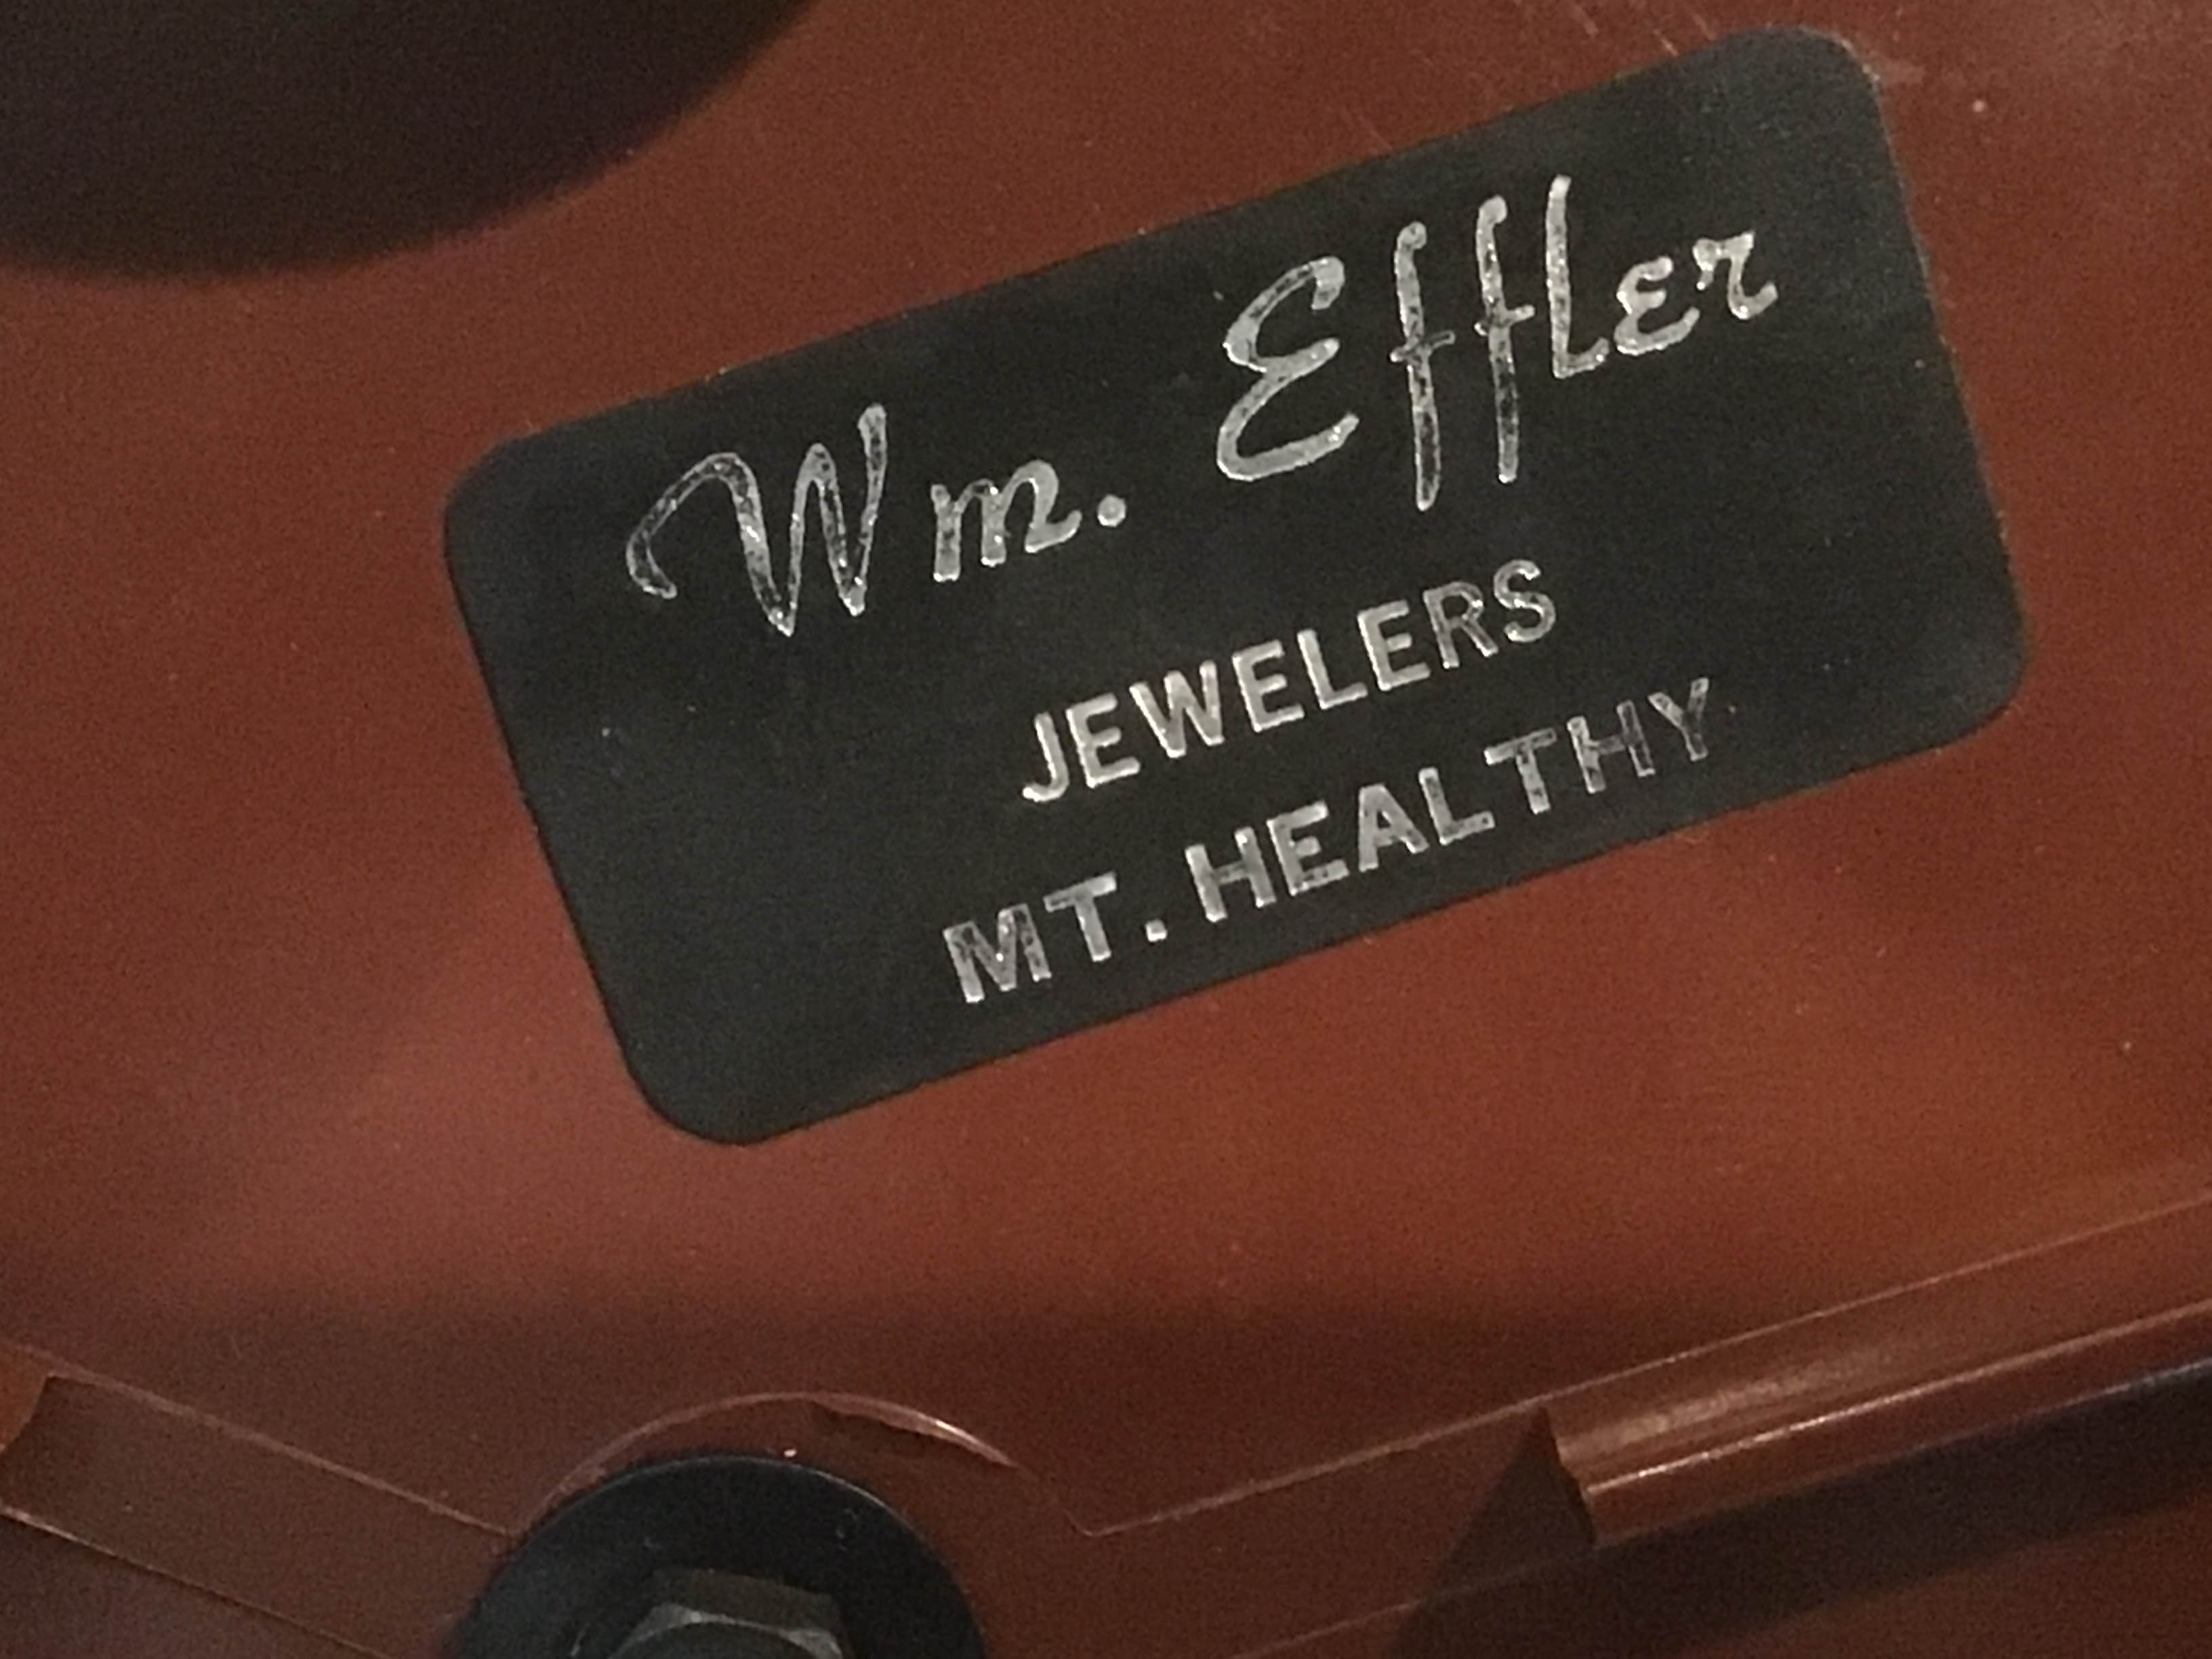 Wm. Effler
JEWELERS
MT. HEALTHY